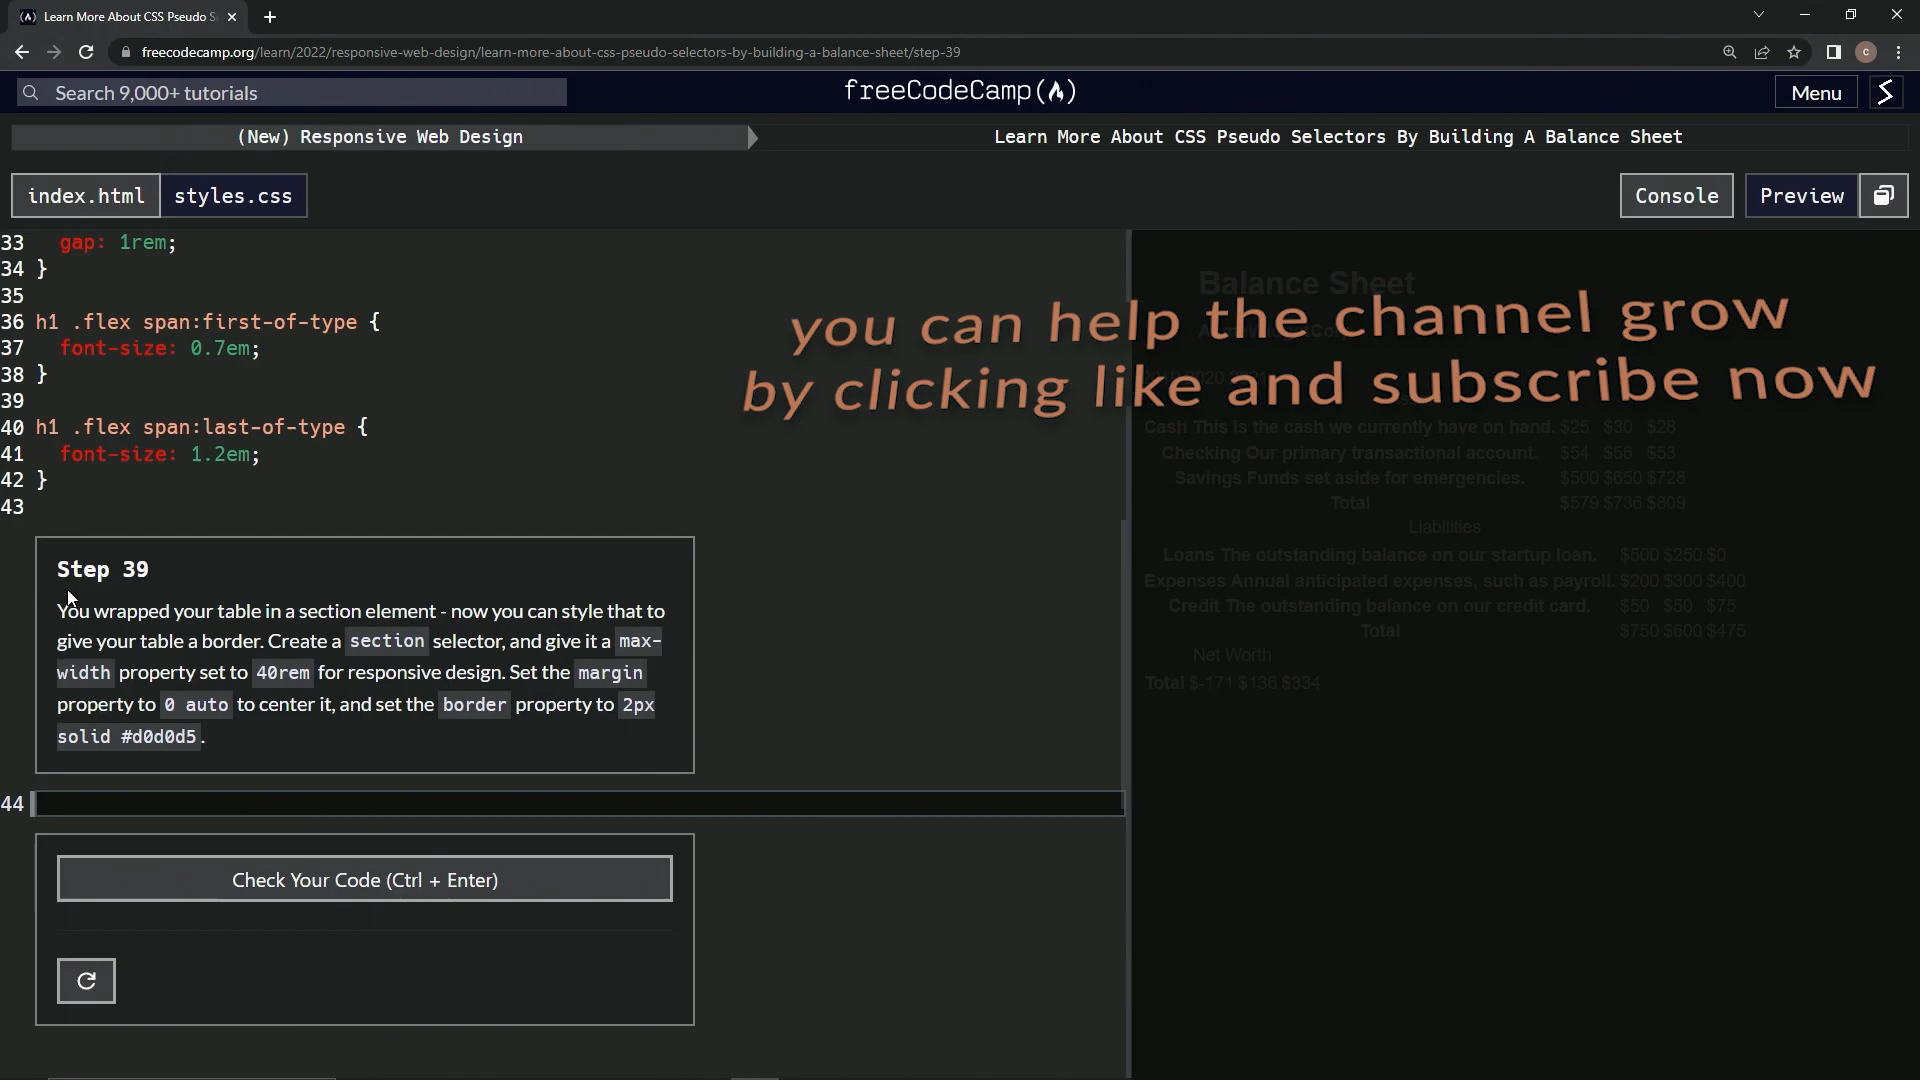 Learn More About CSS Pseudo S
freecodecamp.org/learn/2022/responsive-web-design/learn-more-about-css-pseudo-selectors-by-building-a-balance-sheet/step-39
c
Search 9,000+ tutorials
freeCodeCamp
Menu
(New) Responsive Web Design
Learn More About CSS Pseudo Selectors By Building A Balance Sheet
index.html
styles.css
Console
Preview
33 gap: 1rem;
34 }
35
36 h1 .flex span:first-of-type {
37 font-size: 0.7em;
38 }
39
40 h1 .flex span:last-of-type {
41 font-size: 1.2em;
42 }
43
Step 39
You wrapped your table in a section element - now you can style that to
give your table a border. Create a section selector, and give it a max-
width property set to 40rem for responsive design. Set the margin
property to 0 auto to center it, and set the border property to 2px
solid #d0d0d5.
44
Check Your Code (Ctrl + Enter)
Balance Sheet
you can help the channel grow
by clicking like and subscribe now
Cash This is the cash we currently have on hand. $25 $30 $28
Checking Our primary transactional account. $54 $56 $53
Savings Funds set aside for emergencies. $500 $650 $728
Total $579 $736 $809
Liabilities
Loans The outstanding balance on our startup loan. $500 $250 $0
Expenses Annual anticipated expenses, such as payroll. $200 $300 $400
Credit The outstanding balance on our credit card. $50 $50 $75
Total $750 $600 $475
Net Worth
Total $-171 $136 $334